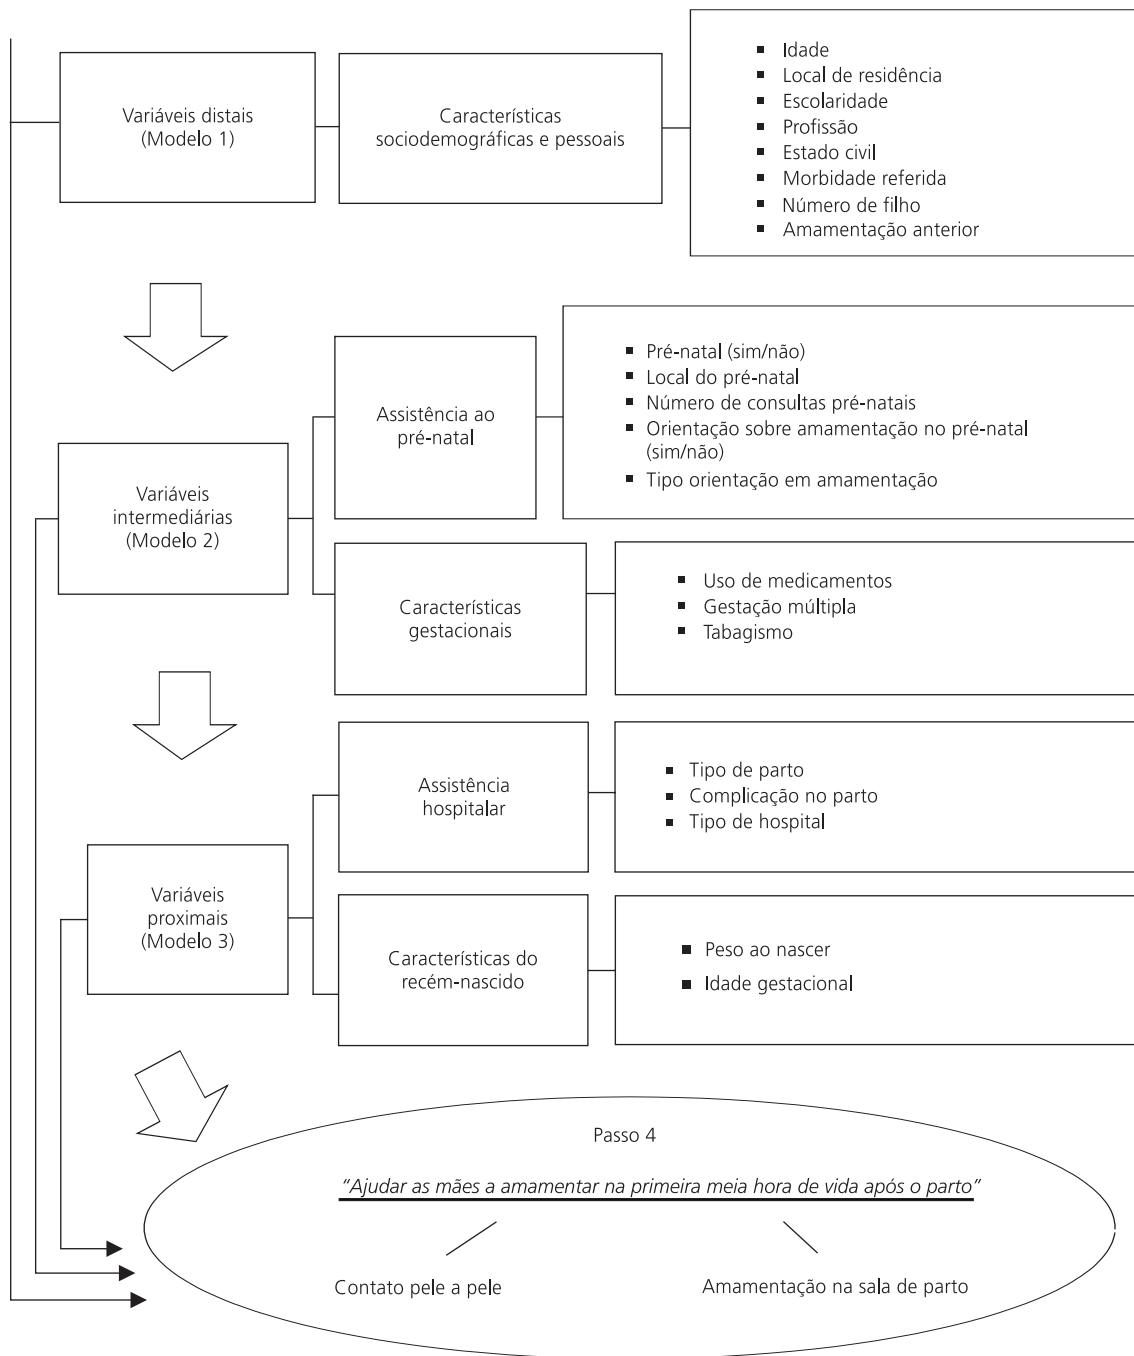 Variáveis distais
(Modelo 1)
Características
sociodemográficas e pessoais
Idade
Local de residência
Escolaridade
Profissão
Estado civil
Morbidade referida
Número de filho
Amamentação anterior
Variáveis
intermediárias
(Modelo 2)
Assistência ao
pré-natal
Pré-natal (sim/não)
Local do pré-natal
Número de consultas pré-natais
Orientação sobre amamentação no pré-natal
(sim/não)
Tipo orientação em amamentação
Características
gestacionais
Uso de medicamentos
Gestação múltipla
Tabagismo
Variáveis
proximais
(Modelo 3)
Assistência
hospitalar
Tipo de parto
Complicação no parto
Tipo de hospital
Características do
recém-nascido
Peso ao nascer
Idade gestacional
Passo 4
“Ajudar as mães a amamentar na primeira meia hora de vida após o parto”
Contato pele a pele
Amamentação na sala de parto